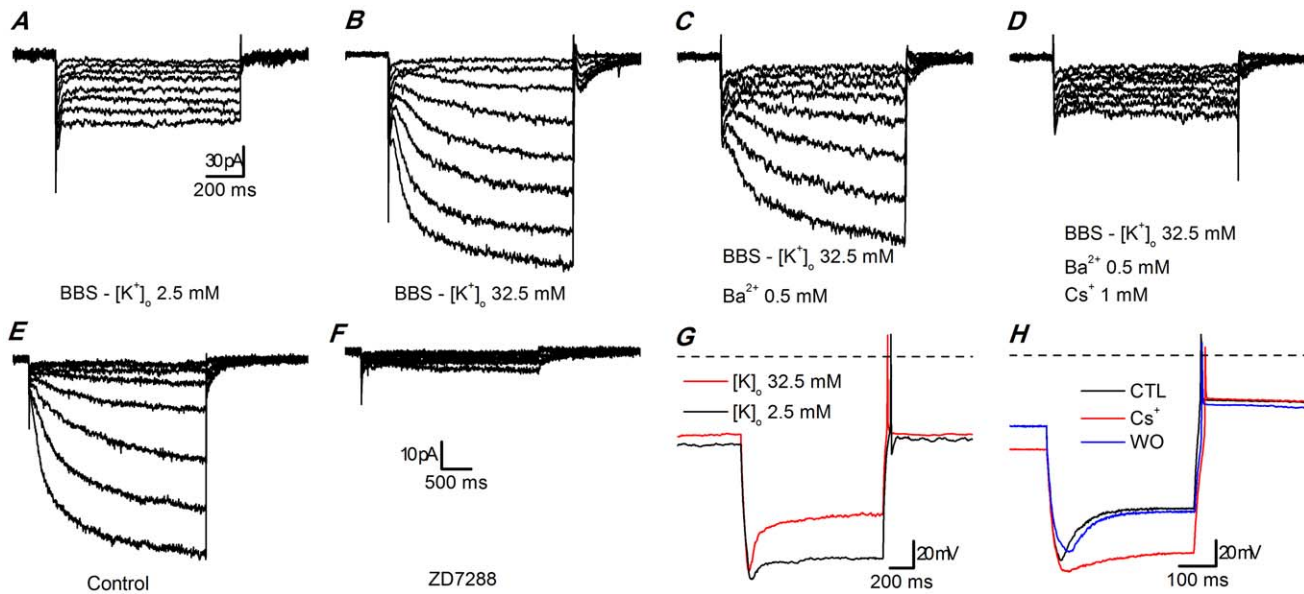 A
B
C
D
30pA
200 ms
BBS - [K⁺]ₒ 2.5 mM
BBS - [K⁺]ₒ 32.5 mM
BBS - [K⁺]ₒ 32.5 mM
Ba²⁺ 0.5 mM
BBS - [K⁺]ₒ 32.5 mM
Ba²⁺ 0.5 mM
Cs⁺ 1 mM
E
F
G
H
Control
10pA
500 ms
ZD7288
[K]ₒ 32.5 mM
[K]ₒ 2.5 mM
20mV
200 ms
CTL
Cs⁺
WO
20mV
100 ms